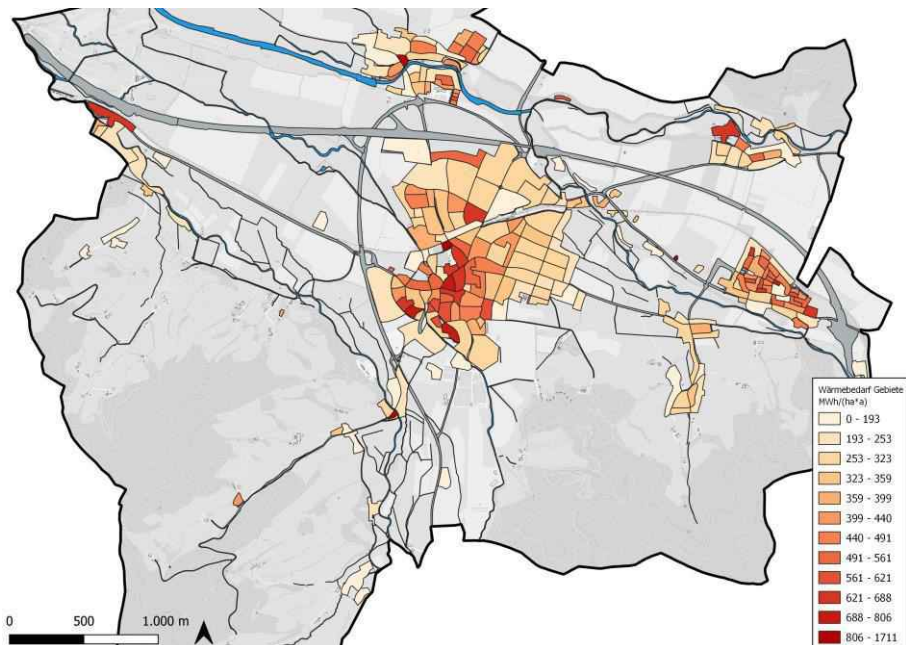 Wärmebedarf Gebiete
MWh/(ha*a)
0 - 193
193 - 253
253 - 323
323 - 359
359 - 399
399 - 440
440 - 491
491 - 561
561 - 621
621 - 688
688 - 806
806 - 1711
0 500 1.000 m